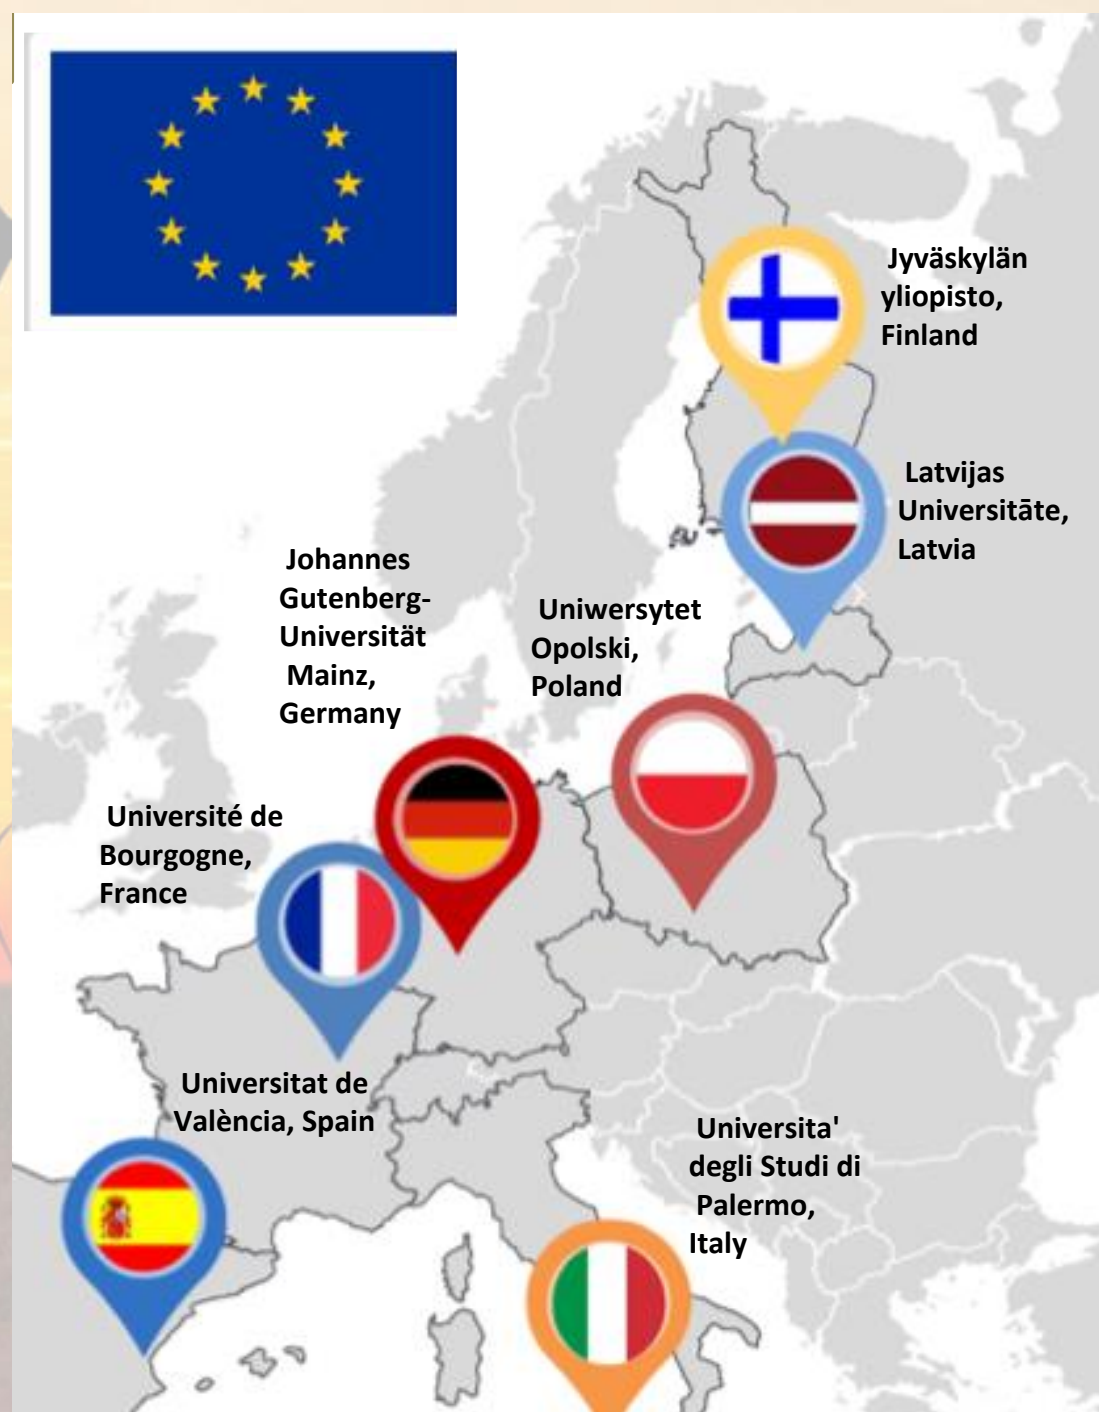 Jyväskylän
yliopisto,
Finland
Latvijas
Universitāte,
Latvia
Johannes
Gutenberg-
Universität
Mainz,
Germany
Uniwersytet
Opolski,
Poland
Université de
Bourgogne,
France
Universitat de
València, Spain
Universita'
degli Studi di
Palermo,
Italy